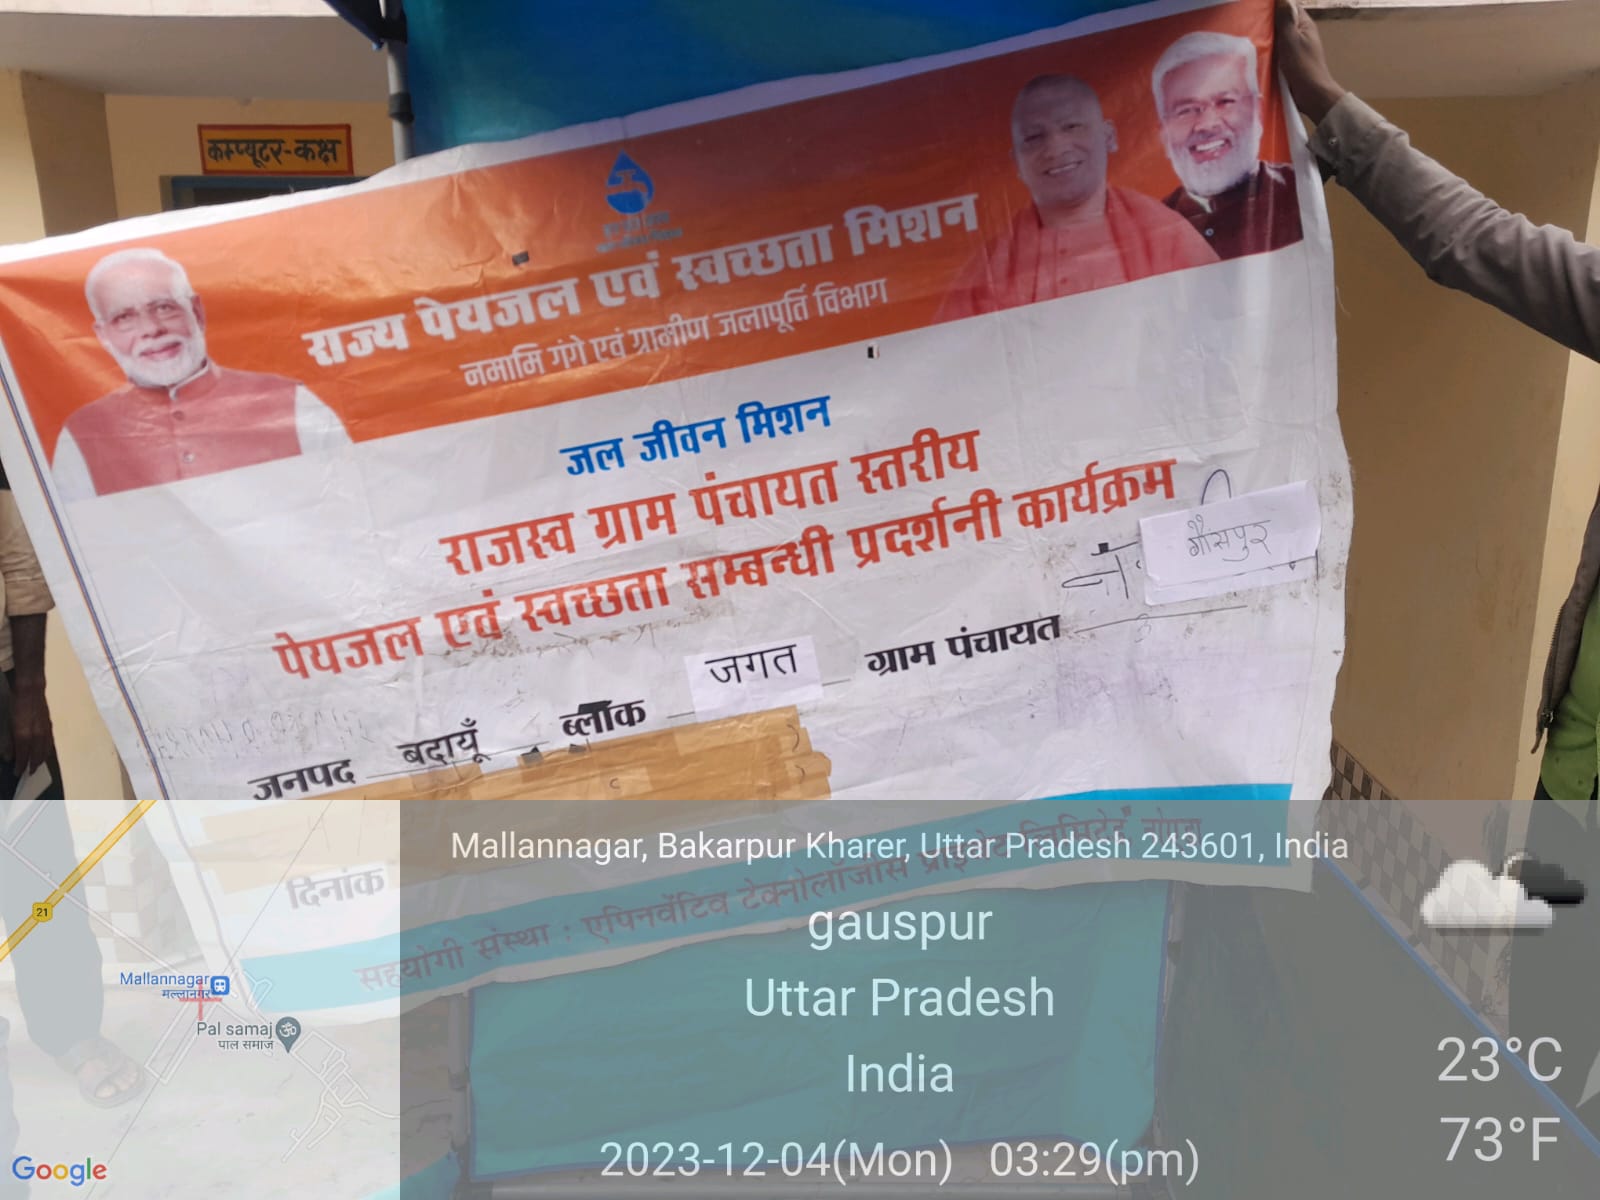 कम्प्यूटर-कक्ष
राज्य पेयजल एवं स्वच्छता मिशन
नमामि गंगे एवं ग्रामीण जलापूर्ति विभाग
जल जीवन मिशन
राजस्व ग्राम पंचायत स्तरीय
पेयजल एवं स्वच्छता सम्बन्धी प्रदर्शनी कार्यक्रम
गौसपुर
जनपद बदायूँ ब्लॉक जगत ग्राम पंचायत
दिनांक
सहयोगी संस्था : एपिनवेंटिव टेक्नोलॉजीस प्राइवेट लिमिटेड
Mallannagar, Bakarpur Kharer, Uttar Pradesh 243601, India
gauspur
Uttar Pradesh
India
2023-12-04(Mon) 03:29(pm)
23°C
73°F
21
Mallannagar
मल्लानगर
Pal samaj
पाल समाज
Google